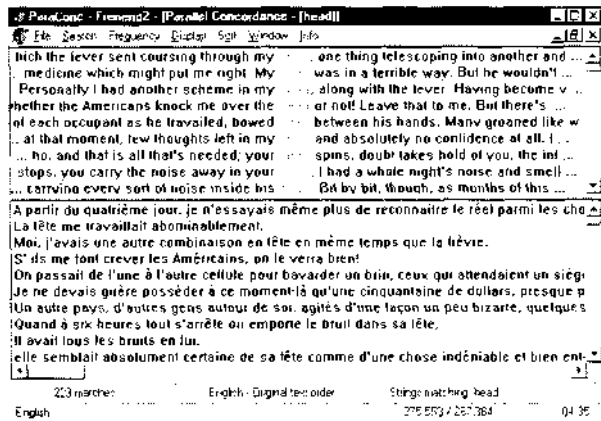 ParaConc - Freneng2 - [Parallel Concordance - [head]]
File Search Frequency Display Sort Window Info
hich the fever sent coursing through my ... one thing telescoping into another and ...
medicine which might put me right. My ... was in a terrible way. But he wouldn't ...
Personally I had another scheme in my ... , along with the fever. Having become v ...
hether the Americans knock me over the ... or not! Leave that to me. But there's ...
of each occupant as he travailed, bowed between his hands. Many groaned like w
... at that moment, few thoughts left in my and absolutely no confidence at all. I ...
... ho, and that is all that's needed; your ... spins, doubt takes hold of you, the inf ...
stops, you carry the noise away in your . I had a whole night's noise and smell ...
... carrying every sort of noise inside his Bit by bit, though, as months of this ...
A partir du quatrième jour, je n'essayais même plus de reconnaître le réel parmi les cho
La tête me travaillait abominablement.
Moi, j'avais une autre combinaison en tête en même temps que la fièvre.
S'ils me font crever les Américains, on le verra bien!
On passait de l'une à l'autre cellule pour bavarder un brin, ceux qui attendaient un siège
Je ne devais guère posséder à ce moment-là qu'une cinquantaine de dollars, presque p
Un autre pays, d'autres gens autour de soi, agités d'une façon un peu bizarre, quelques
Quand à six heures tout s'arrête on emporte le bruit dans sa tête,
Il avait tous les bruits en lui.
elle semblait absolument certaine de sa tête comme d'une chose indéniable et bien ent-
223 matches English - Original text order Strings matching: head
English 04:35